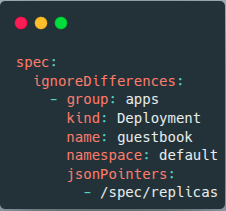 spec:
  ignoreDifferences:
    - group: apps
      kind: Deployment
      name: guestbook
      namespace: default
      jsonPointers:
        - /spec/replicas